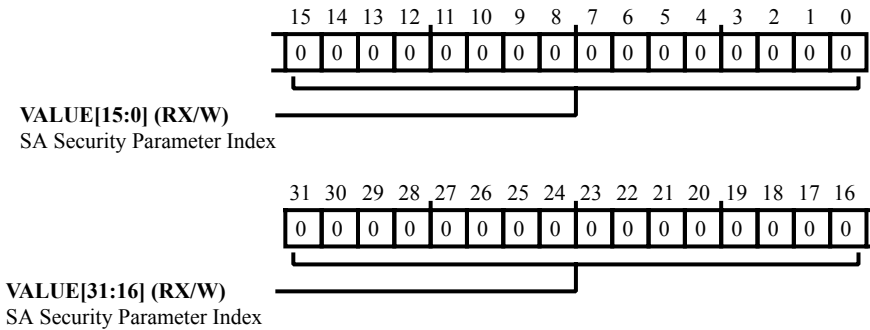 15 14 13 12 11 10 9 8 7 6 5 4 3 2 1 0
0 0 0 0 0 0 0 0 0 0 0 0 0 0 0 0
VALUE[15:0] (RX/W)
SA Security Parameter Index
31 30 29 28 27 26 25 24 23 22 21 20 19 18 17 16
0 0 0 0 0 0 0 0 0 0 0 0 0 0 0 0
VALUE[31:16] (RX/W)
SA Security Parameter Index